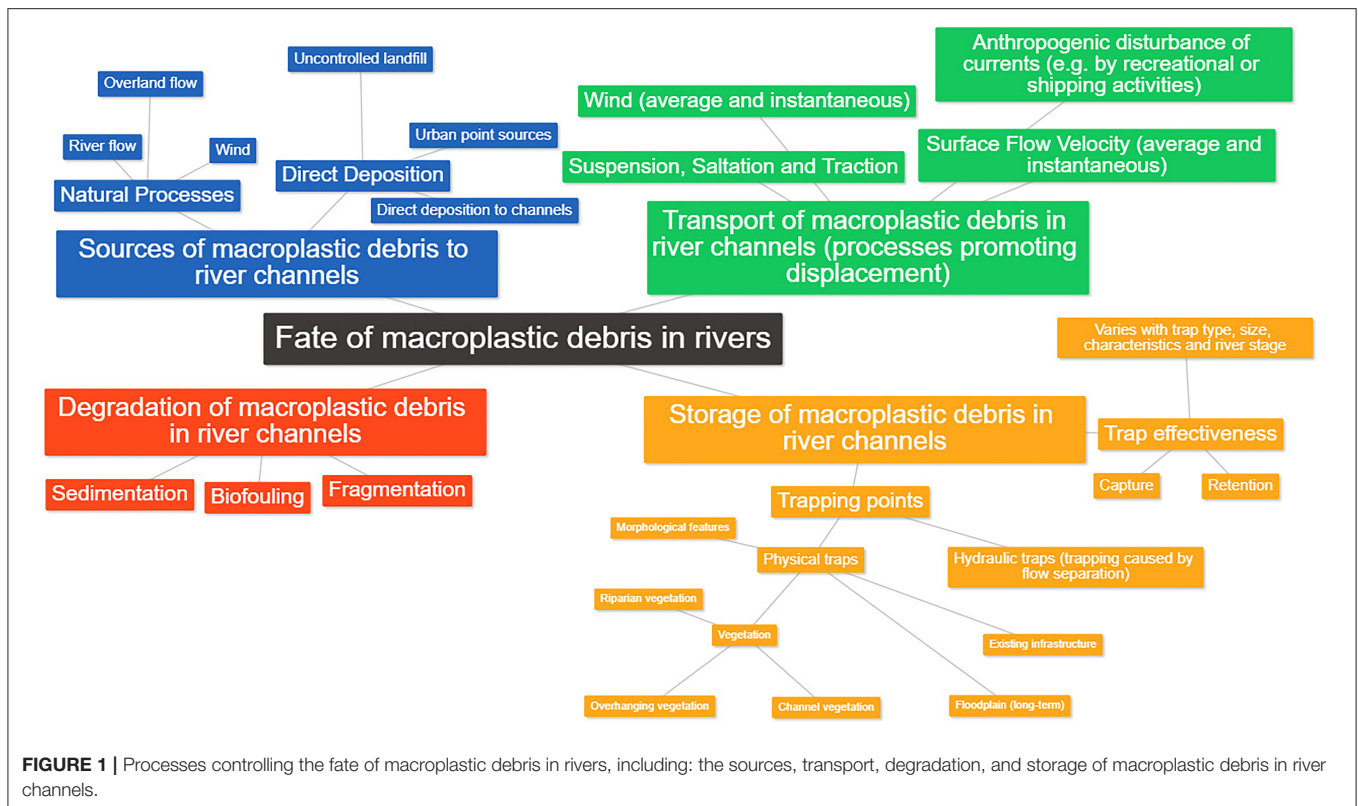 Uncontrolled landfill
Overland flow
Urban point sources
River flow
Wind
Direct Deposition
Natural Processes
Direct deposition to channels
Sources of macroplastic debris to
river channels
Anthropogenic disturbance of
currents (e.g. by recreational or
shipping activities)
Wind (average and instantaneous)
Surface Flow Velocity (average and
instantaneous)
Suspension, Saltation and Traction
Transport of macroplastic debris in
river channels (processes promoting
displacement)
Fate of macroplastic debris in rivers
Degradation of macroplastic debris
in river channels
Sedimentation
Biofouling
Fragmentation
Varies with trap type, size,
characteristics and river stage
Storage of macroplastic debris in
river channels
Trap effectiveness
Capture
Retention
Trapping points
Morphological features
Physical traps
Hydraulic traps (trapping caused by
flow separation)
Riparian vegetation
Vegetation
Existing infrastructure
Overhanging vegetation
Channel vegetation
Floodplain (long-term)
FIGURE 1 | Processes controlling the fate of macroplastic debris in rivers, including: the sources, transport, degradation, and storage of macroplastic debris in river
channels.